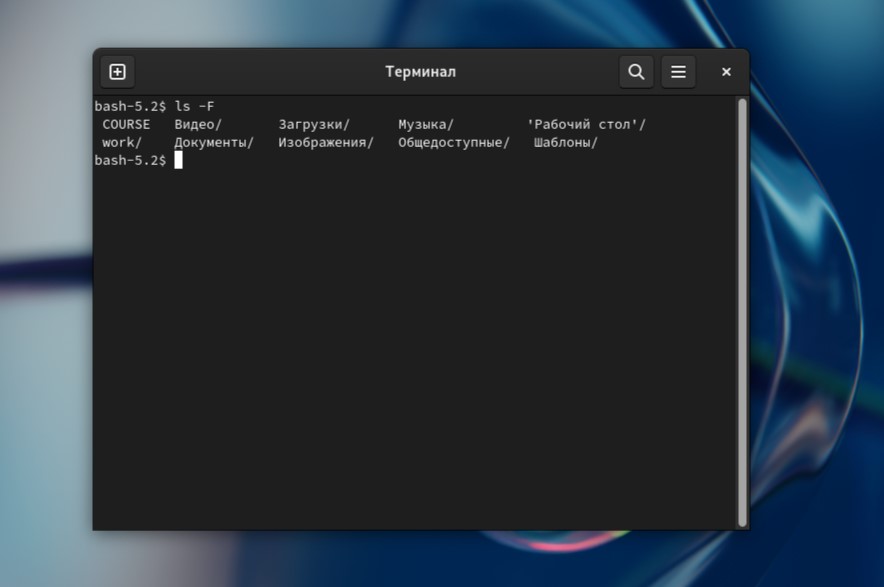 Терминал
bash-5.2$ ls -F
COURSE Видео/ Загрузки/ Музыка/ 'Рабочий стол'/
work/ Документы/ Изображения/ Общедоступные/ Шаблоны/
bash-5.2$